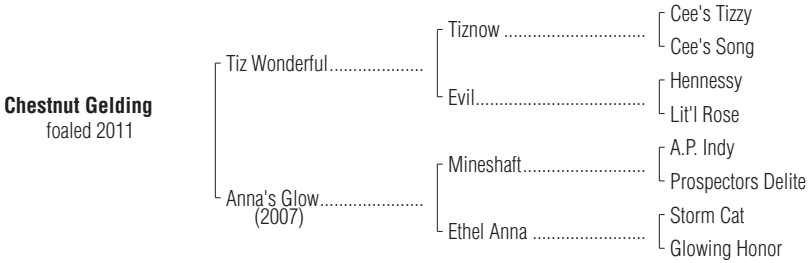 Chestnut Gelding
foaled 2011
Tiz Wonderful....................
Anna's Glow......................
(2007)
Tiznow ..............................
Evil....................................
Mineshaft..........................
Ethel Anna ........................
Cee's Tizzy
Cee's Song
Hennessy
Lit'l Rose
A.P. Indy
Prospectors Delite
Storm Cat
Glowing Honor